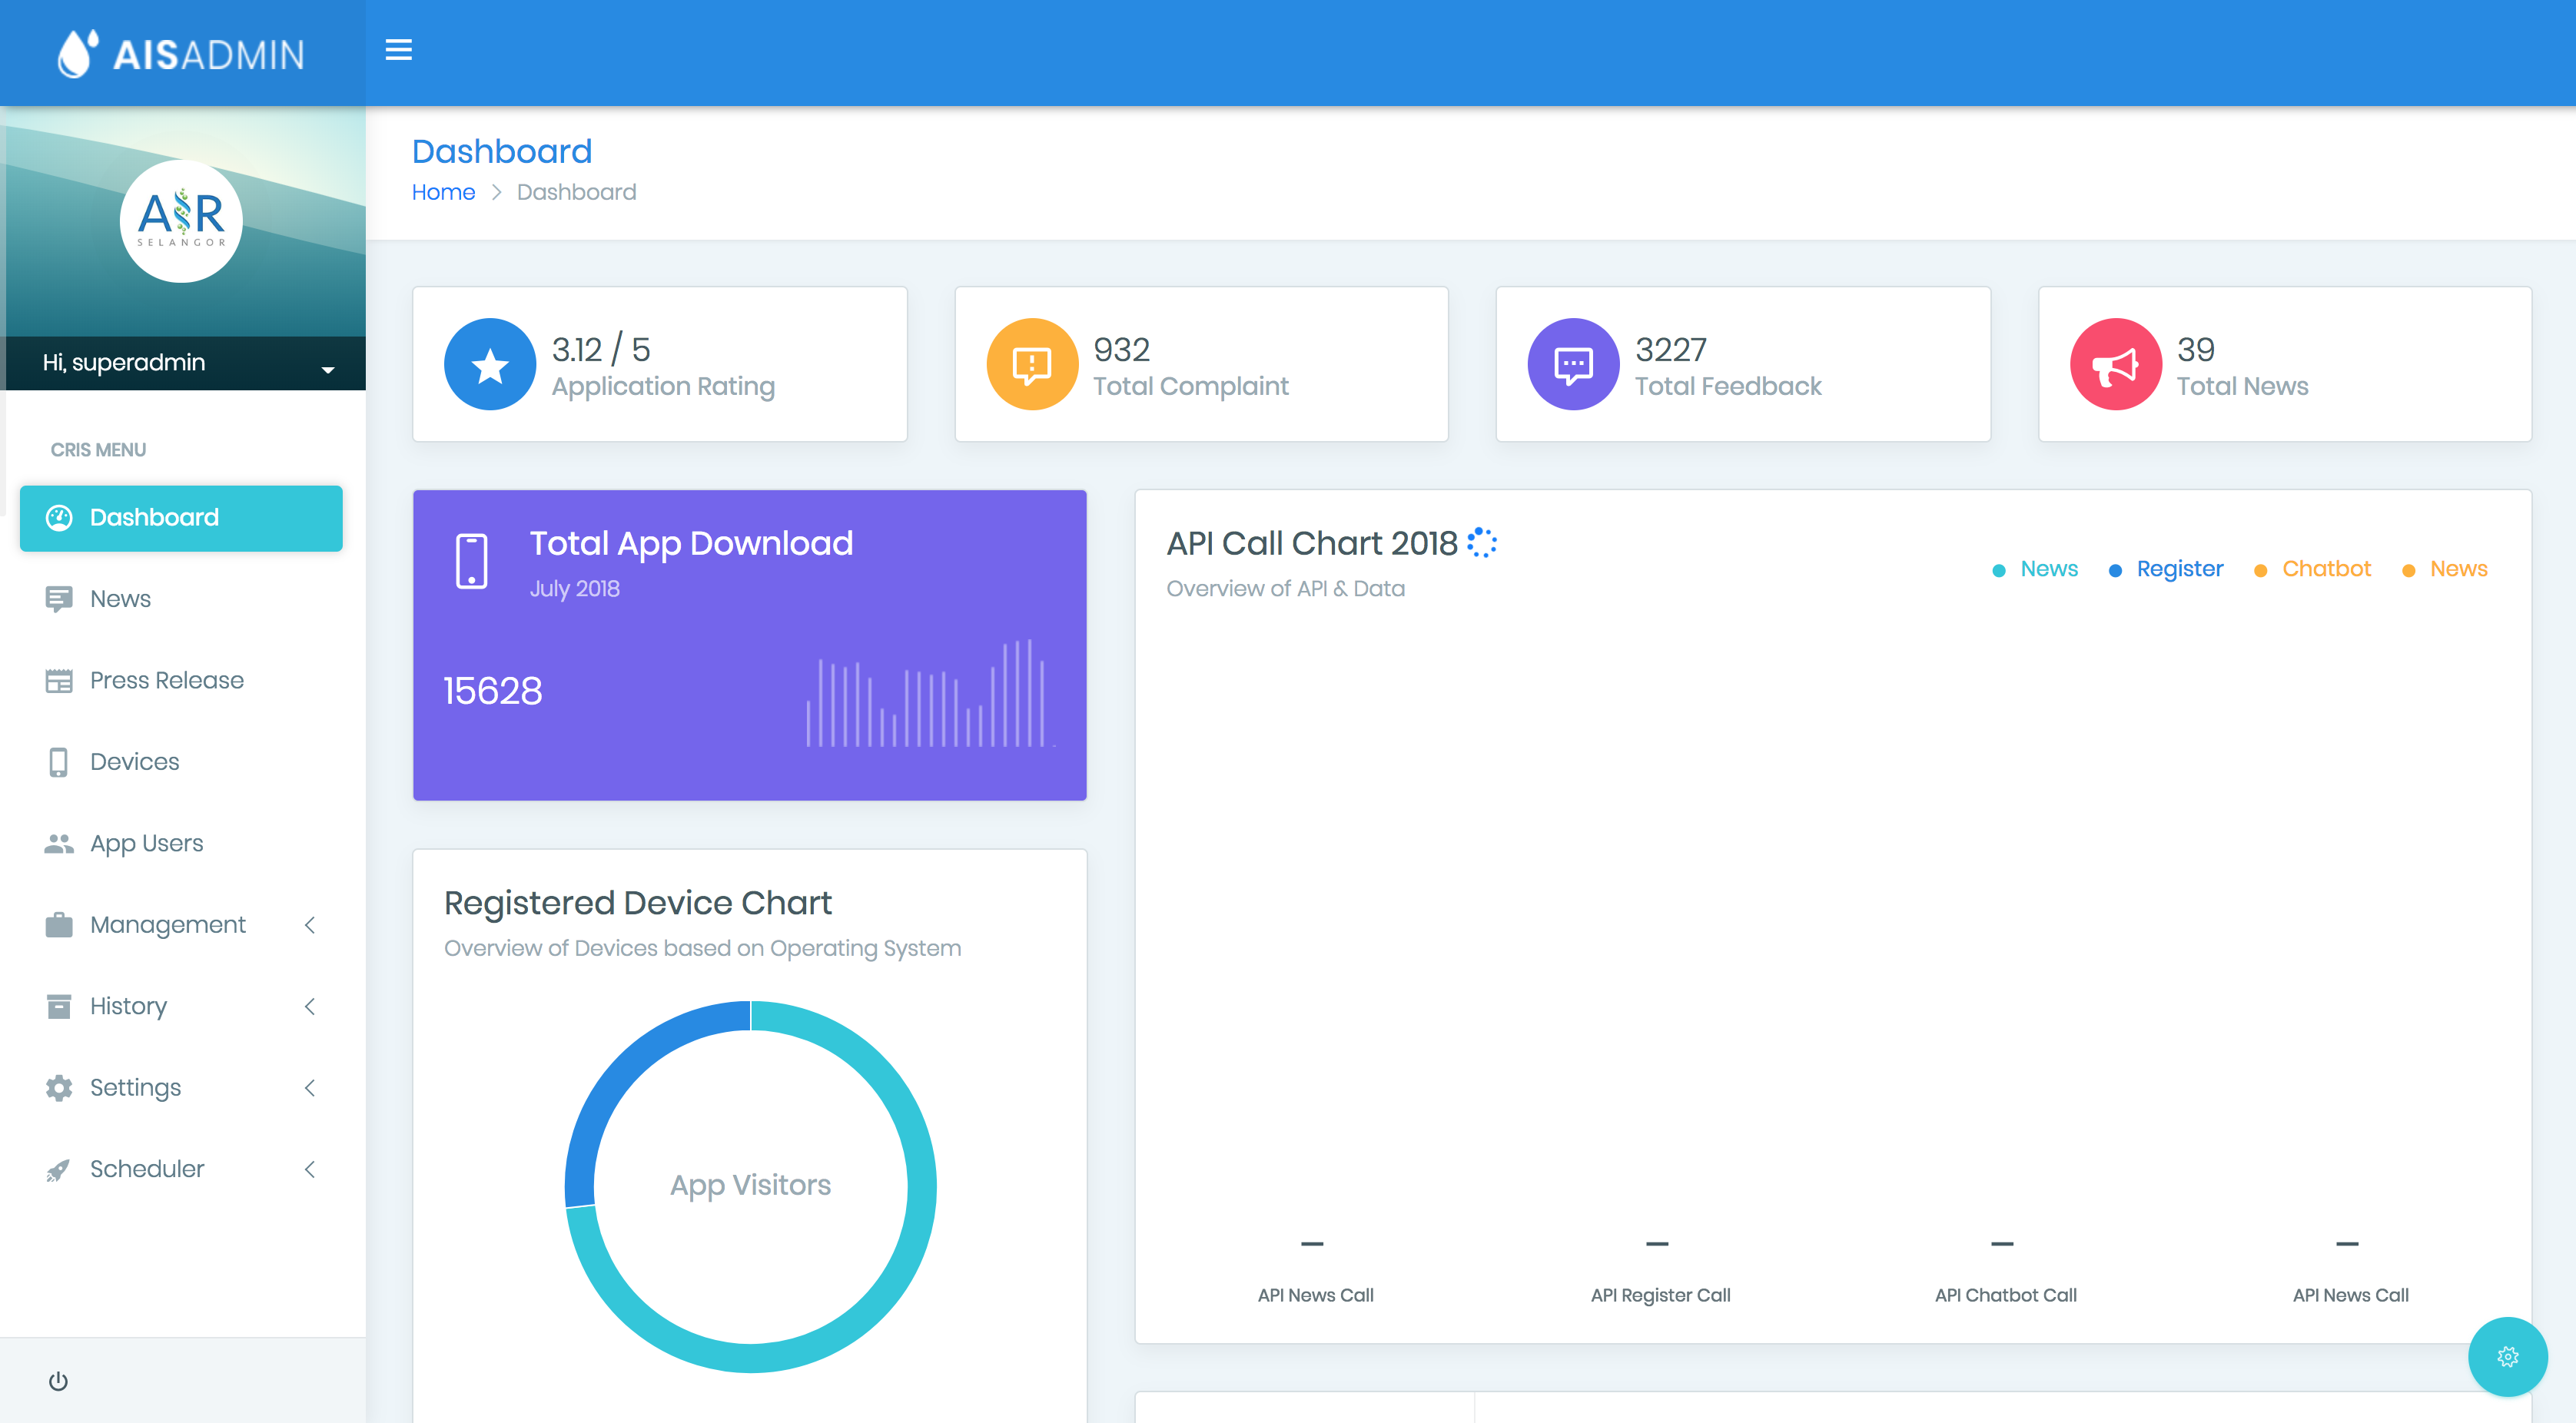 AISADMIN
AIR
SELANGOR
Hi, superadmin
CRIS MENU
Dashboard
News
Press Release
Devices
App Users
Management
History
Settings
Scheduler
Dashboard
Home > Dashboard
3.12 / 5
Application Rating
932
Total Complaint
3227
Total Feedback
39
Total News
Total App Download
July 2018
15628
Registered Device Chart
Overview of Devices based on Operating System
App Visitors
API Call Chart 2018
Overview of API & Data
News Register Chatbot News
– – – –
API News Call API Register Call API Chatbot Call API News Call